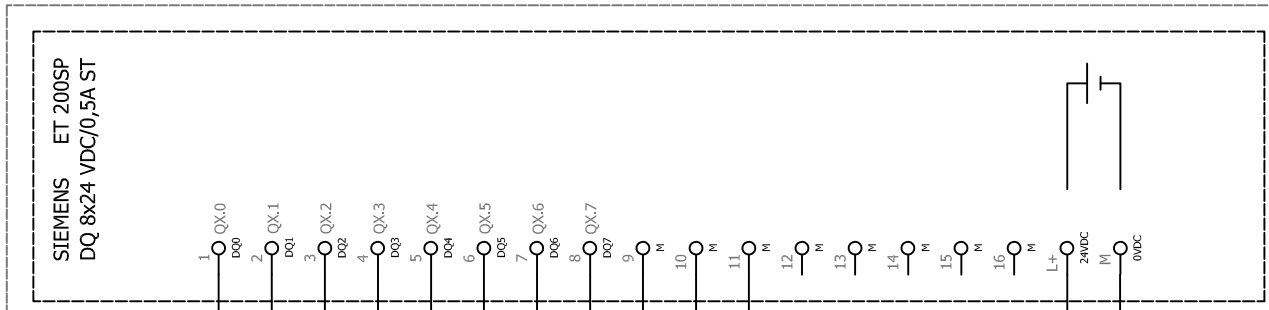 SIEMENS ET 200SP
DQ 8x24 VDC/0,5A ST
1 QX.0 DQ0
2 QX.1 DQ1
3 QX.2 DQ2
4 QX.3 DQ3
5 QX.4 DQ4
6 QX.5 DQ5
7 QX.6 DQ6
8 QX.7 DQ7
9 M
10 M
11 M
12 M
13 M
14 M
15 M
16 M
L+ 24VDC
M 0VDC